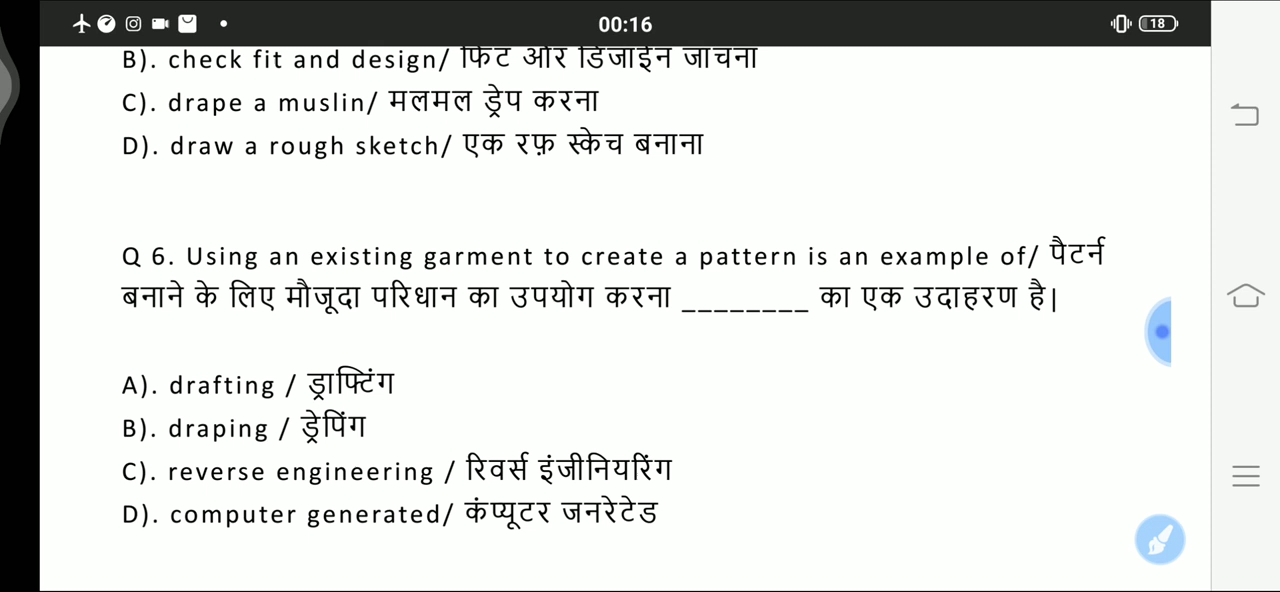 00:16
18
B). check fit and design/ फिट और डिजाईन जाचना
C). drape a muslin/ मलमल ड्रेप करना
D). draw a rough sketch/ एक रफ़ स्केच बनाना
Q 6. Using an existing garment to create a pattern is an example of/ पैटर्न
बनाने के लिए मौजूदा परिधान का उपयोग करना ________ का एक उदाहरण है|
A). drafting / ड्राफ्टिंग
B). draping / ड्रेपिंग
C). reverse engineering / रिवर्स इंजीनियरिंग
D). computer generated/ कंप्यूटर जनरेटेड